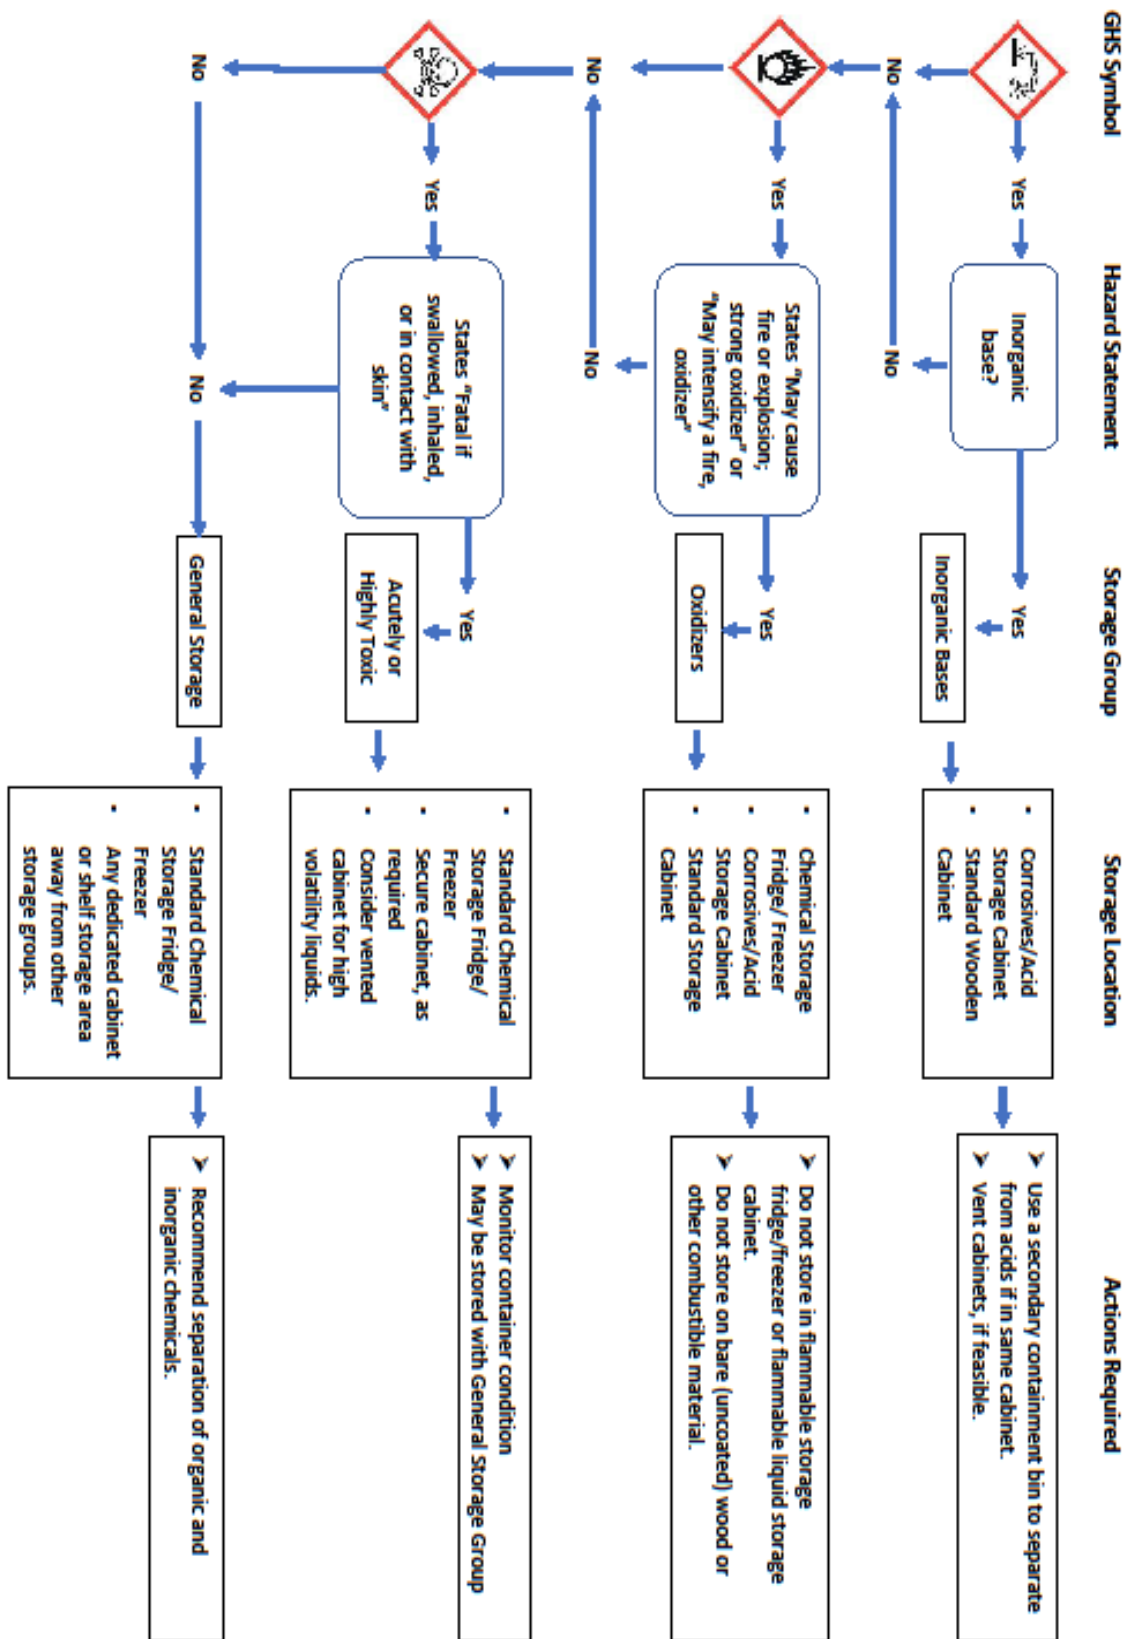 GHS Symbol
Hazard Statement
Storage Group
Storage Location
Actions Required
Yes
Inorganic
base?
Yes
Inorganic Bases
▪ Corrosives/Acid
Storage Cabinet
▪ Standard Wooden
Cabinet
➤ Use a secondary containment bin to separate
from acids if in same cabinet.
➤ Vent cabinets, if feasible.
No
No
Yes
States “May cause
fire or explosion;
strong oxidizer” or
“May intensify a fire,
oxidizer”
Yes
Oxidizers
▪ Chemical Storage
Fridge/ Freezer
▪ Corrosives/Acid
Storage Cabinet
▪ Standard Storage
Cabinet
➤ Do not store in flammable storage
fridge/freezer or flammable liquid storage
cabinet.
➤ Do not store on bare (uncoated) wood or
other combustible material.
No
No
Yes
States “Fatal if
swallowed, inhaled,
or in contact with
skin”
Yes
Acutely or
Highly Toxic
▪ Standard Chemical
Storage Fridge/
Freezer
▪ Secure cabinet, as
required
▪ Consider vented
cabinet for high
volatility liquids.
➤ Monitor container condition
➤ May be stored with General Storage Group
No
No
General Storage
▪ Standard Chemical
Storage Fridge/
Freezer
▪ Any dedicated cabinet
or shelf storage area
away from other
storage groups.
➤ Recommend separation of organic and
inorganic chemicals.